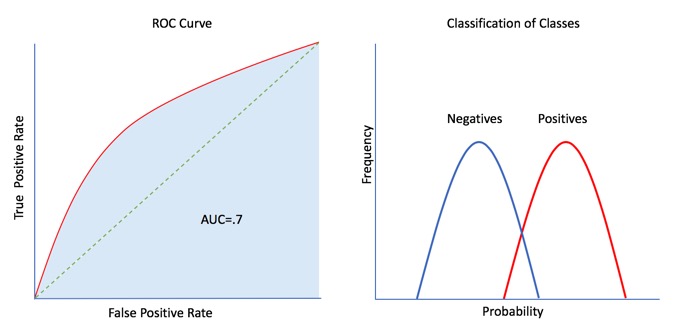 ROC Curve
True Positive Rate
AUC=.7
False Positive Rate
Classification of Classes
Frequency
Negatives
Positives
Probability